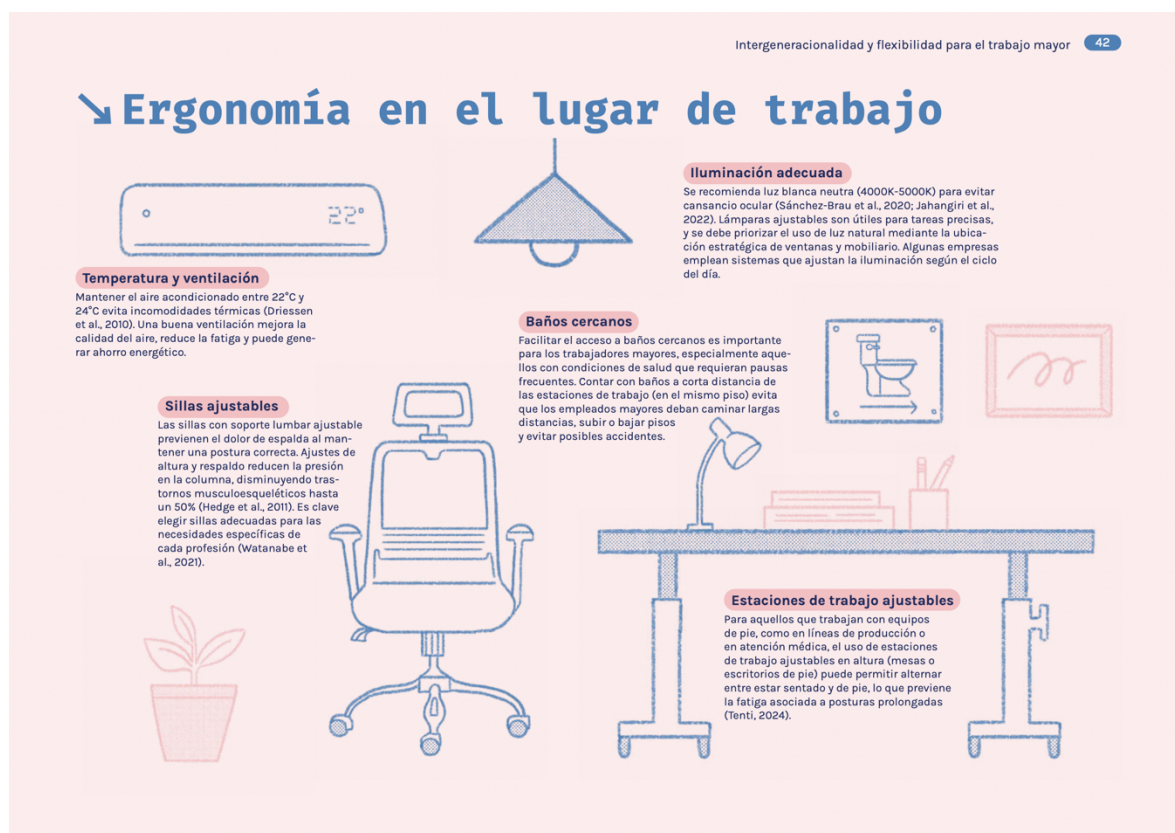 Intergeneracionalidad y flexibilidad para el trabajo mayor 42
↘Ergonomía en el lugar de trabajo
22°
Temperatura y ventilación
Mantener el aire acondicionado entre 22°C y
24°C evita incomodidades térmicas (Driessen
et al., 2010). Una buena ventilación mejora la
calidad del aire, reduce la fatiga y puede gene-
rar ahorro energético.
Iluminación adecuada
Se recomienda luz blanca neutra (4000K-5000K) para evitar
cansancio ocular (Sánchez-Brau et al., 2020; Jahangiri et al.,
2022). Lámparas ajustables son útiles para tareas precisas,
y se debe priorizar el uso de luz natural mediante la ubica-
ción estratégica de ventanas y mobiliario. Algunas empresas
emplean sistemas que ajustan la iluminación según el ciclo
del día.
Baños cercanos
Facilitar el acceso a baños cercanos es importante
para los trabajadores mayores, especialmente aque-
llos con condiciones de salud que requieran pausas
frecuentes. Contar con baños a corta distancia de
las estaciones de trabajo (en el mismo piso) evita
que los empleados mayores deban caminar largas
distancias, subir o bajar pisos
y evitar posibles accidentes.
Sillas ajustables
Las sillas con soporte lumbar ajustable
previenen el dolor de espalda al man-
tener una postura correcta. Ajustes de
altura y respaldo reducen la presión
en la columna, disminuyendo tras-
tornos musculoesqueléticos hasta
un 50% (Hedge et al., 2011). Es clave
elegir sillas adecuadas para las
necesidades específicas de
cada profesión (Watanabe et
al., 2021).
Estaciones de trabajo ajustables
Para aquellos que trabajan con equipos
de pie, como en líneas de producción o
en atención médica, el uso de estaciones
de trabajo ajustables en altura (mesas o
escritorios de pie) puede permitir alternar
entre estar sentado y de pie, lo que previene
la fatiga asociada a posturas prolongadas
(Tenti, 2024).